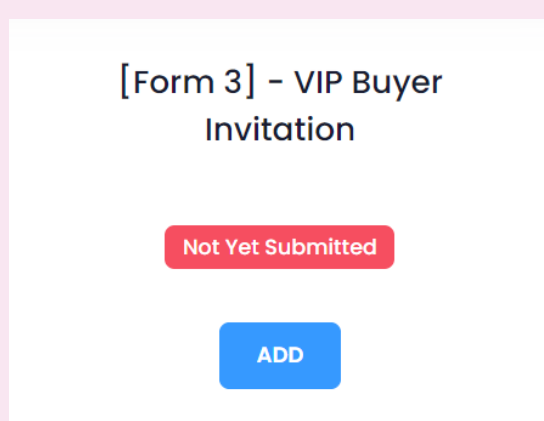 [Form 3] - VIP Buyer
Invitation
Not Yet Submitted
ADD